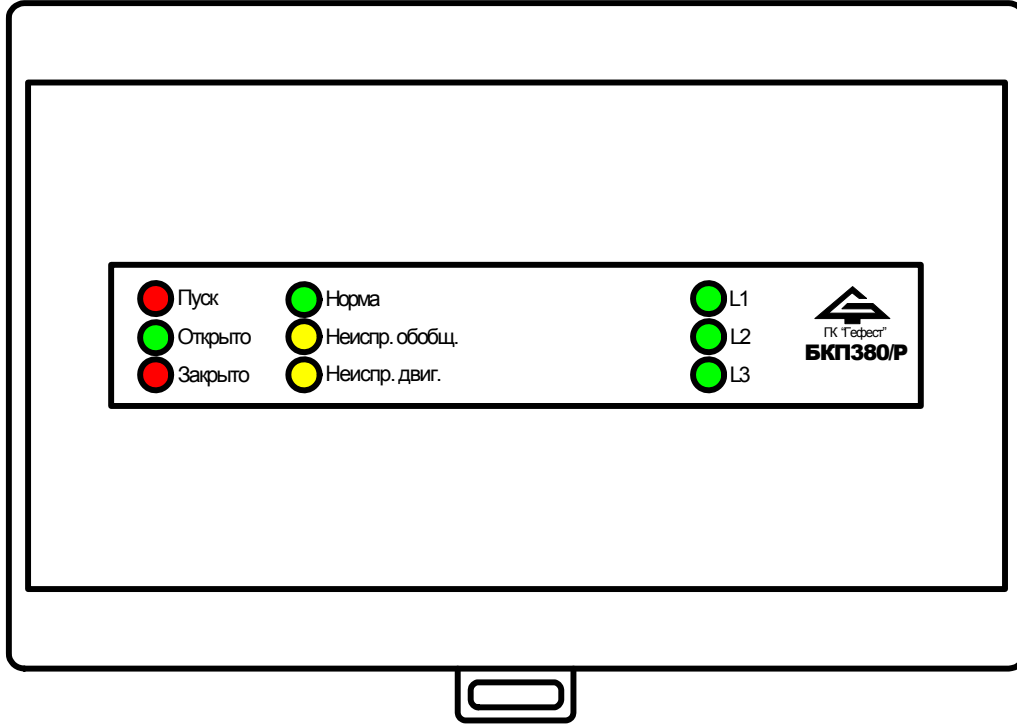 Пуск
Открыто
Закрыто
Норма
Неиспр. обобщ.
Неиспр. двиг.
L1
L2
L3
ГК "Гефест"
БКП380/Р